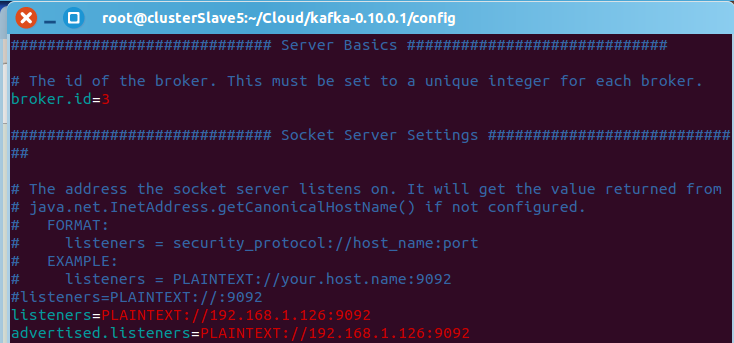 root@clusterSlave5:~/Cloud/kafka-0.10.0.1/config
############################# Server Basics #############################
# The id of the broker. This must be set to a unique integer for each broker.
broker.id=3
############################# Socket Server Settings ###########################
##
# The address the socket server listens on. It will get the value returned from
# java.net.InetAddress.getCanonicalHostName() if not configured.
#   FORMAT:
#     listeners = security_protocol://host_name:port
#   EXAMPLE:
#     listeners = PLAINTEXT://your.host.name:9092
#listeners=PLAINTEXT://:9092
listeners=PLAINTEXT://192.168.1.126:9092
advertised.listeners=PLAINTEXT://192.168.1.126:9092